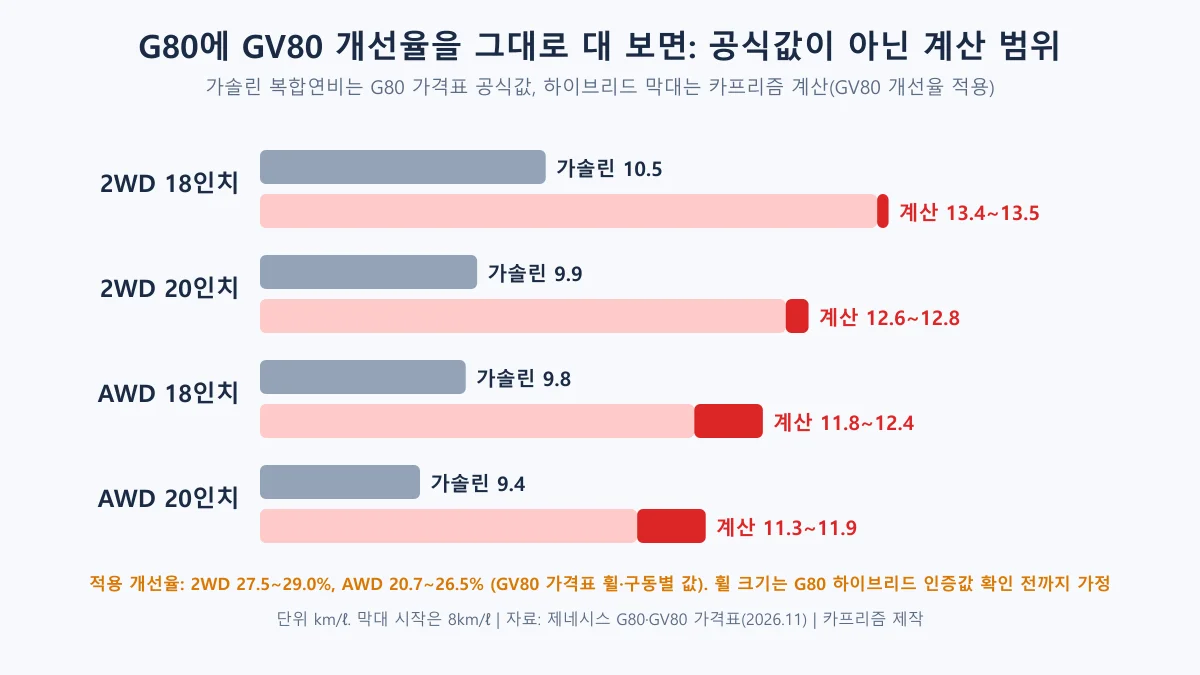 G80에 GV80 개선율을 그대로 대 보면: 공식값이 아닌 계산 범위
가솔린 복합연비는 G80 가격표 공식값, 하이브리드 막대는 카프리즘 계산(GV80 개선율 적용)
2WD 18인치
가솔린 10.5
계산 13.4~13.5
2WD 20인치
가솔린 9.9
계산 12.6~12.8
AWD 18인치
가솔린 9.8
계산 11.8~12.4
AWD 20인치
가솔린 9.4
계산 11.3~11.9
적용 개선율: 2WD 27.5~29.0%, AWD 20.7~26.5% (GV80 가격표 휠·구동별 값). 휠 크기는 G80 하이브리드 인증값 확인 전까지 가정
단위 km/ℓ. 막대 시작은 8km/ℓ | 자료: 제네시스 G80·GV80 가격표(2026.11) | 카프리즘 제작